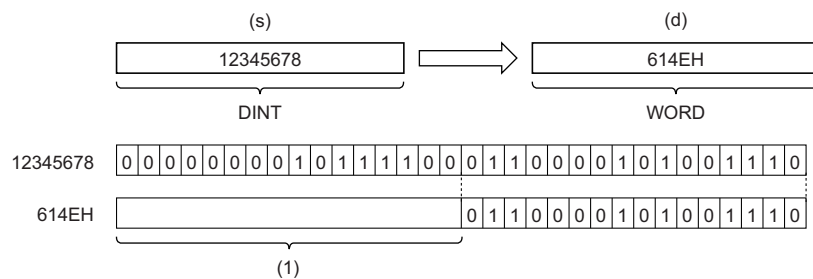 (s) (d)
12345678 614EH
DINT WORD
12345678 0 0 0 0 0 0 0 0 1 0 1 1 1 1 0 0 0 1 1 0 0 0 0 1 0 1 0 0 1 1 1 0
614EH 0 1 1 0 0 0 0 1 0 1 0 0 1 1 1 0
(1)